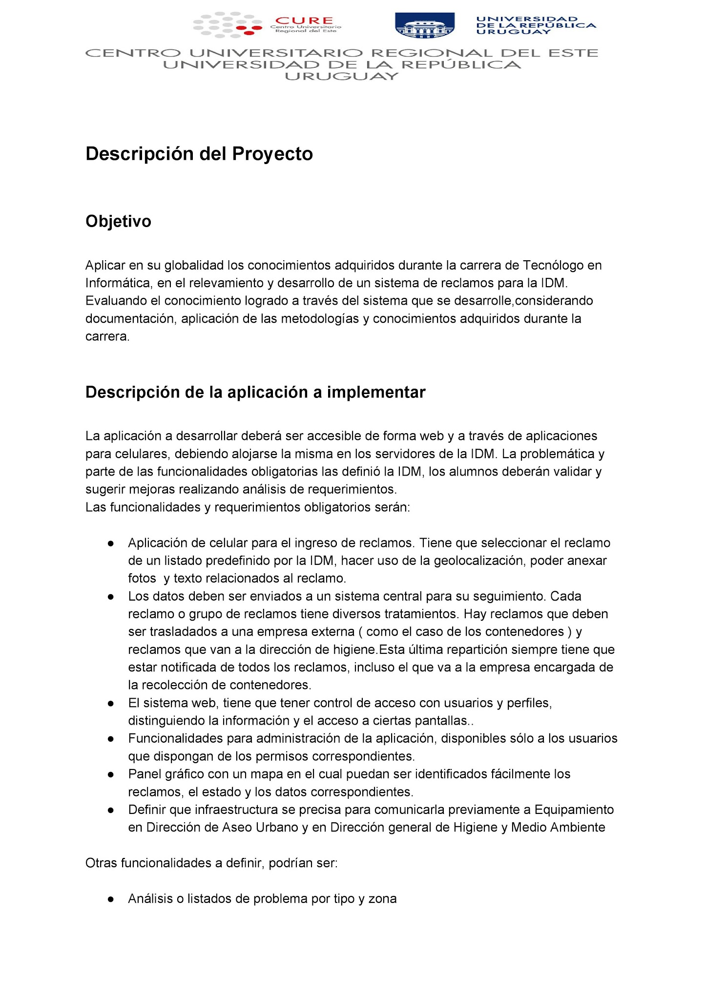 CURE
Centro Universitario
Regional del Este
UNIVERSIDAD
DE LA REPÚBLICA
URUGUAY
CENTRO UNIVERSITARIO REGIONAL DEL ESTE
UNIVERSIDAD DE LA REPÚBLICA
URUGUAY
Descripción del Proyecto
Objetivo
Aplicar en su globalidad los conocimientos adquiridos durante la carrera de Tecnólogo en
Informática, en el relevamiento y desarrollo de un sistema de reclamos para la IDM.
Evaluando el conocimiento logrado a través del sistema que se desarrolle,considerando
documentación, aplicación de las metodologías y conocimientos adquiridos durante la
carrera.
Descripción de la aplicación a implementar
La aplicación a desarrollar deberá ser accesible de forma web y a través de aplicaciones
para celulares, debiendo alojarse la misma en los servidores de la IDM. La problemática y
parte de las funcionalidades obligatorias las definió la IDM, los alumnos deberán validar y
sugerir mejoras realizando análisis de requerimientos.
Las funcionalidades y requerimientos obligatorios serán:
● Aplicación de celular para el ingreso de reclamos. Tiene que seleccionar el reclamo
de un listado predefinido por la IDM, hacer uso de la geolocalización, poder anexar
fotos  y texto relacionados al reclamo.
● Los datos deben ser enviados a un sistema central para su seguimiento. Cada
reclamo o grupo de reclamos tiene diversos tratamientos. Hay reclamos que deben
ser trasladados a una empresa externa ( como el caso de los contenedores ) y
reclamos que van a la dirección de higiene.Esta última repartición siempre tiene que
estar notificada de todos los reclamos, incluso el que va a la empresa encargada de
la recolección de contenedores.
● El sistema web, tiene que tener control de acceso con usuarios y perfiles,
distinguiendo la información y el acceso a ciertas pantallas..
● Funcionalidades para administración de la aplicación, disponibles sólo a los usuarios
que dispongan de los permisos correspondientes.
● Panel gráfico con un mapa en el cual puedan ser identificados fácilmente los
reclamos, el estado y los datos correspondientes.
● Definir que infraestructura se precisa para comunicarla previamente a Equipamiento
en Dirección de Aseo Urbano y en Dirección general de Higiene y Medio Ambiente
Otras funcionalidades a definir, podrían ser:
● Análisis o listados de problema por tipo y zona